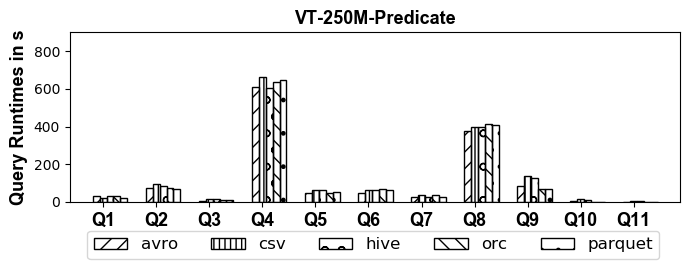 VT-250M-Predicate
Query Runtimes in s
800
600
400
200
0
Q1 Q2 Q3 Q4 Q5 Q6 Q7 Q8 Q9 Q10 Q11
avro csv hive orc parquet